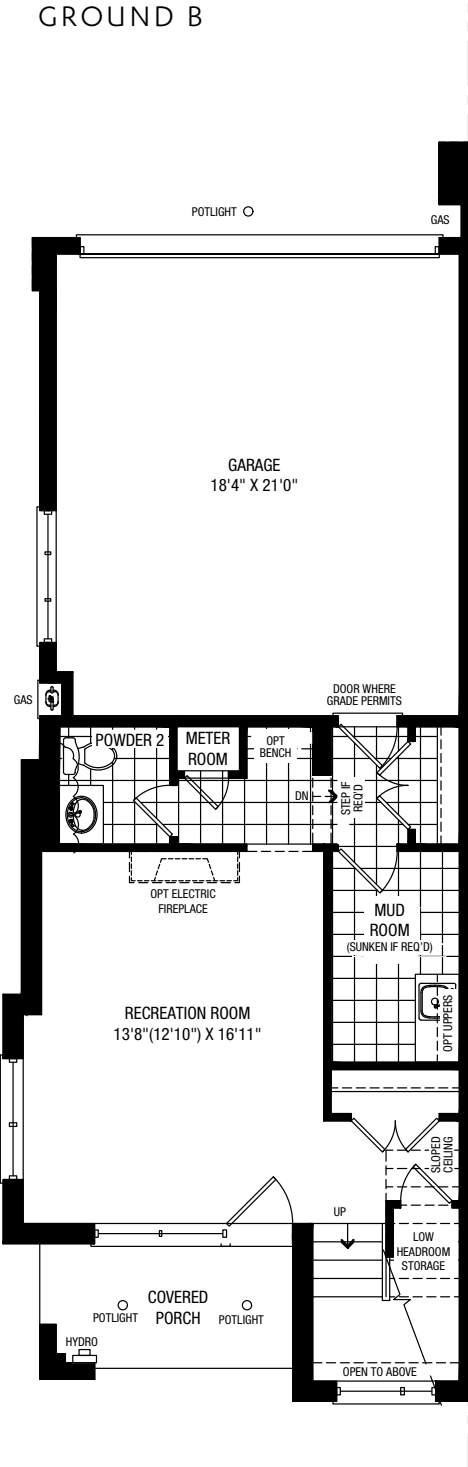 GROUND B
POTLIGHT
GAS
GARAGE
18'4" X 21'0"
GAS
DOOR WHERE
GRADE PERMITS
POWDER 2
METER
ROOM
OPT
BENCH
DN
STEP IF
REQ'D
OPT ELECTRIC
FIREPLACE
MUD
ROOM
(SUNKEN IF REQ'D)
OPT UPPERS
RECREATION ROOM
13'8"(12'10") X 16'11"
SLOPED
CEILING
UP
LOW
HEADROOM
STORAGE
COVERED
PORCH
POTLIGHT
POTLIGHT
HYDRO
OPEN TO ABOVE